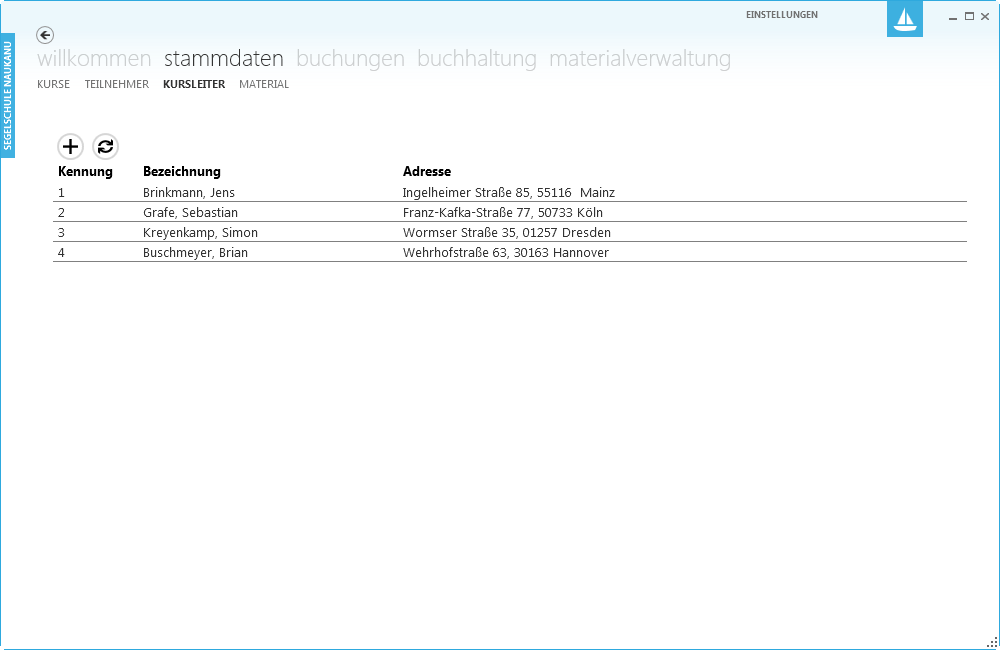 EINSTELLUNGEN
SEGELSCHULE NAUKANU
willkommen stammdaten buchungen buchhaltung materialverwaltung
KURSE TEILNEHMER KURSLEITER MATERIAL
Kennung Bezeichnung Adresse
1 Brinkmann, Jens Ingelheimer Straße 85, 55116  Mainz
2 Grafe, Sebastian Franz-Kafka-Straße 77, 50733 Köln
3 Kreyenkamp, Simon Wormser Straße 35, 01257 Dresden
4 Buschmeyer, Brian Wehrhofstraße 63, 30163 Hannover